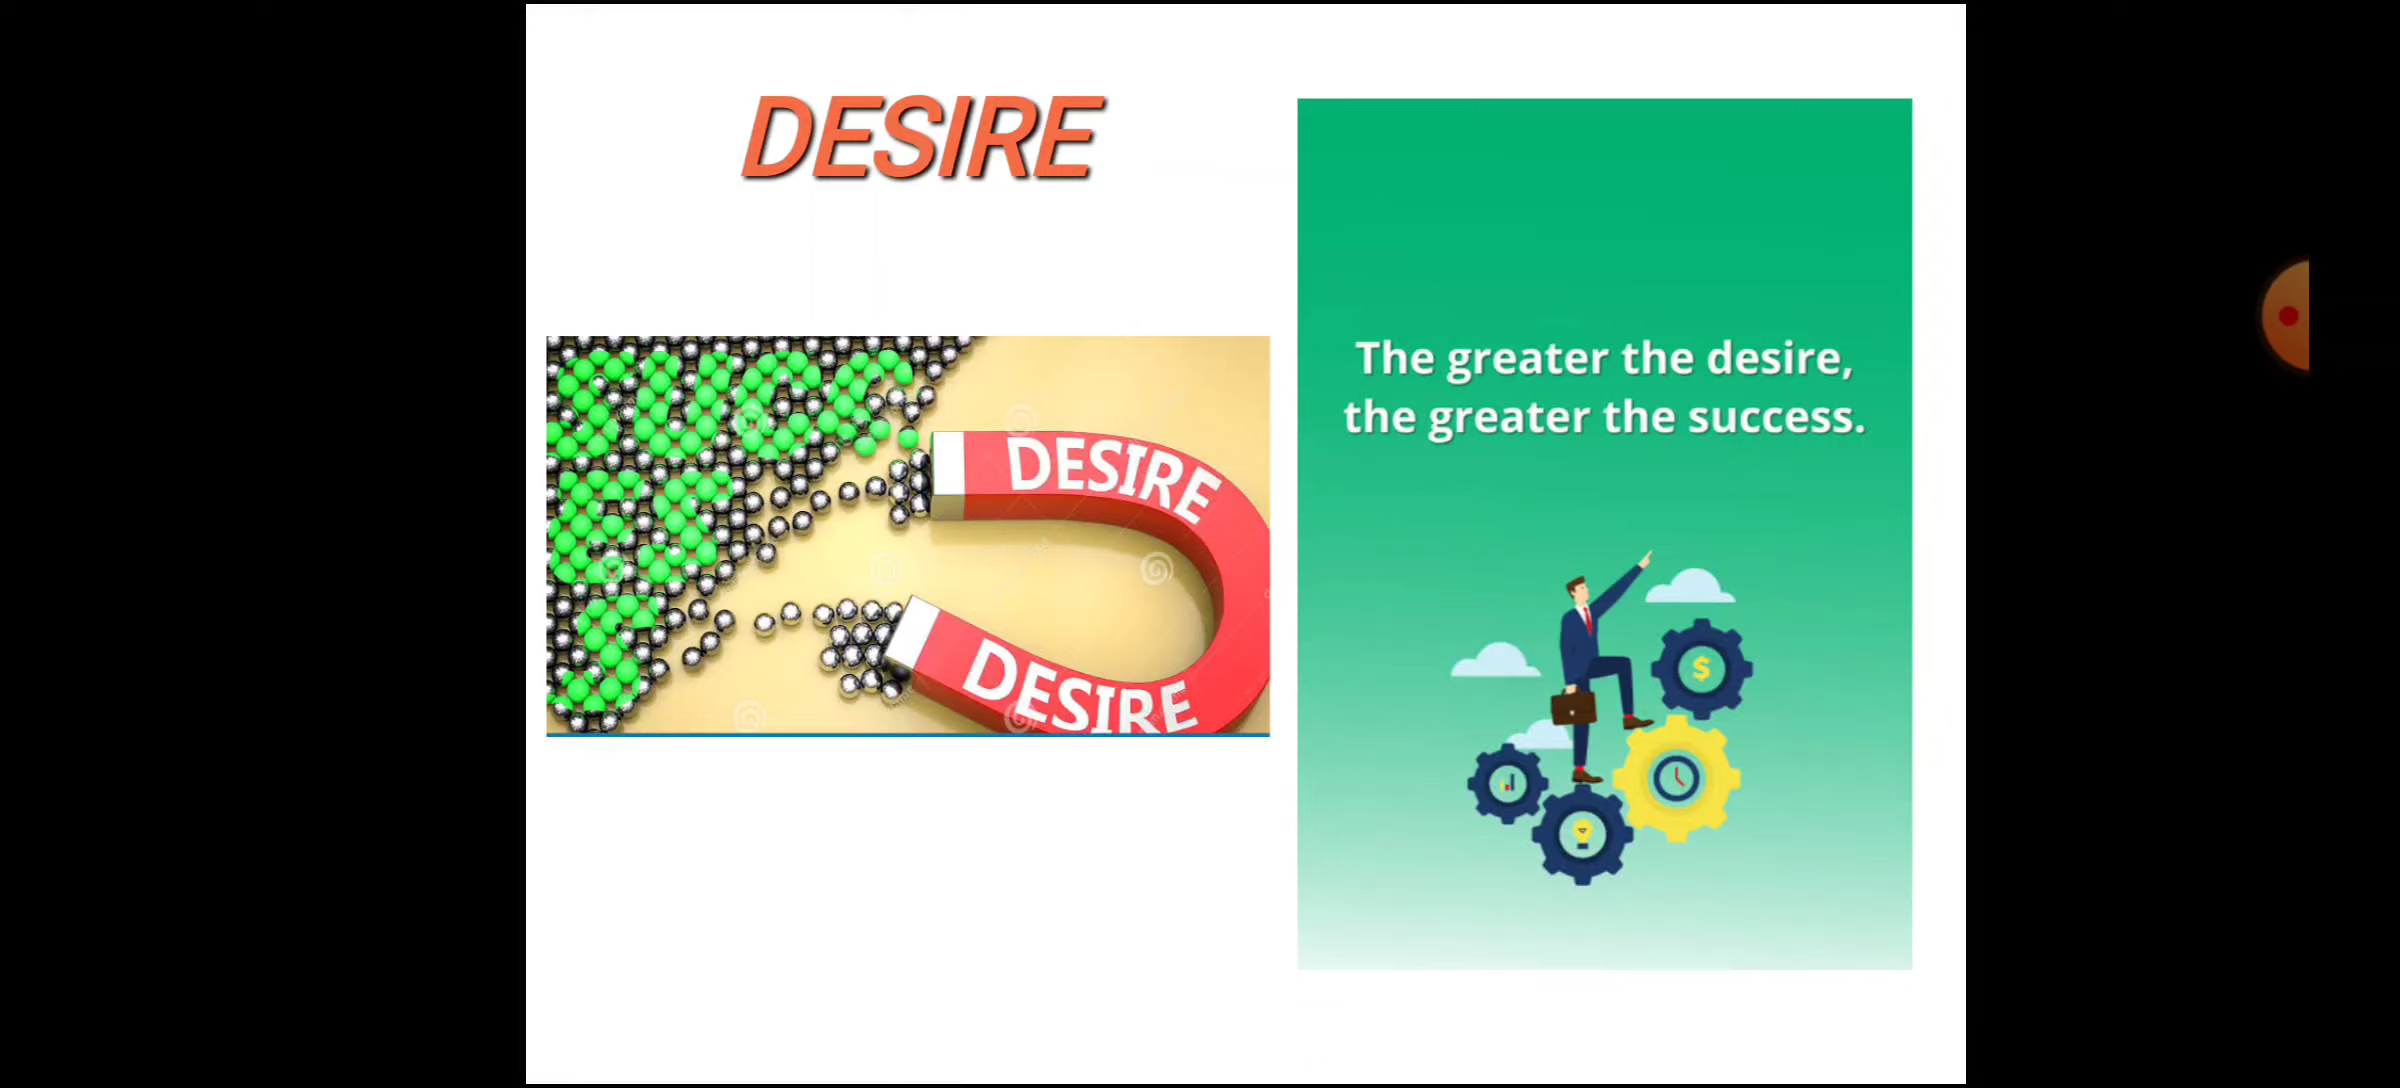 DESIRE
DESIRE
DESIRE
The greater the desire,
the greater the success.
$